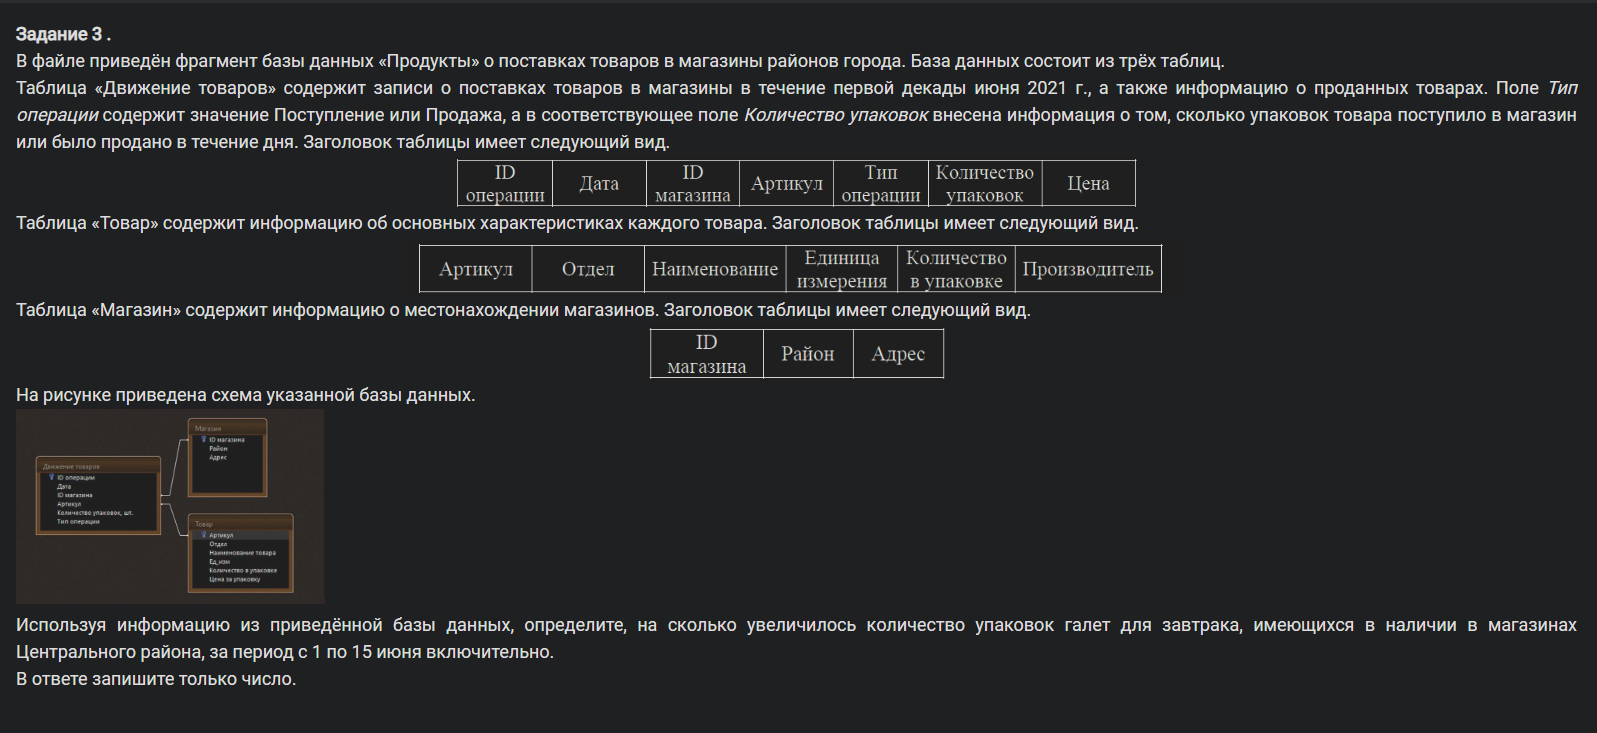 Задание 3 .
В файле приведён фрагмент базы данных «Продукты» о поставках товаров в магазины районов города. База данных состоит из трёх таблиц.
Таблица «Движение товаров» содержит записи о поставках товаров в магазины в течение первой декады июня 2021 г., а также информацию о проданных товарах. Поле Тип
операции содержит значение Поступление или Продажа, а в соответствующее поле Количество упаковок внесена информация о том, сколько упаковок товара поступило в магазин
или было продано в течение дня. Заголовок таблицы имеет следующий вид.
ID операции Дата ID магазина Артикул Тип операции Количество упаковок Цена
Таблица «Товар» содержит информацию об основных характеристиках каждого товара. Заголовок таблицы имеет следующий вид.
Артикул Отдел Наименование Единица измерения Количество в упаковке Производитель
Таблица «Магазин» содержит информацию о местонахождении магазинов. Заголовок таблицы имеет следующий вид.
ID магазина Район Адрес
На рисунке приведена схема указанной базы данных.
Магазин
ID магазина
Район
Адрес
Движение товаров
ID операции
Дата
ID магазина
Артикул
Количество упаковок, шт.
Тип операции
Товар
Артикул
Отдел
Наименование товара
Ед_изм
Количество в упаковке
Цена за упаковку
Используя информацию из приведённой базы данных, определите, на сколько увеличилось количество упаковок галет для завтрака, имеющихся в наличии в магазинах
Центрального района, за период с 1 по 15 июня включительно.
В ответе запишите только число.